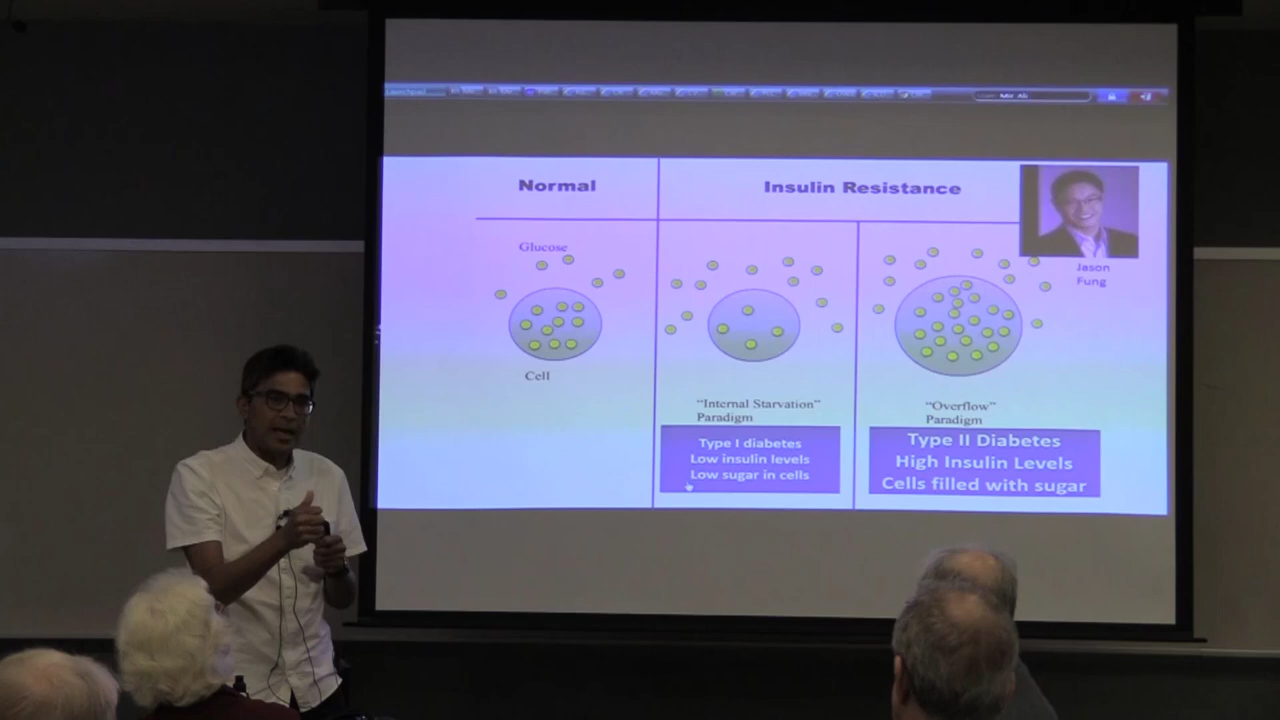 Normal
Insulin Resistance
Glucose
Jason
Fung
Cell
“Internal Starvation”
Paradigm
“Overflow”
Paradigm
Type I diabetes
Low insulin levels
Low sugar in cells
Type II Diabetes
High Insulin Levels
Cells filled with sugar